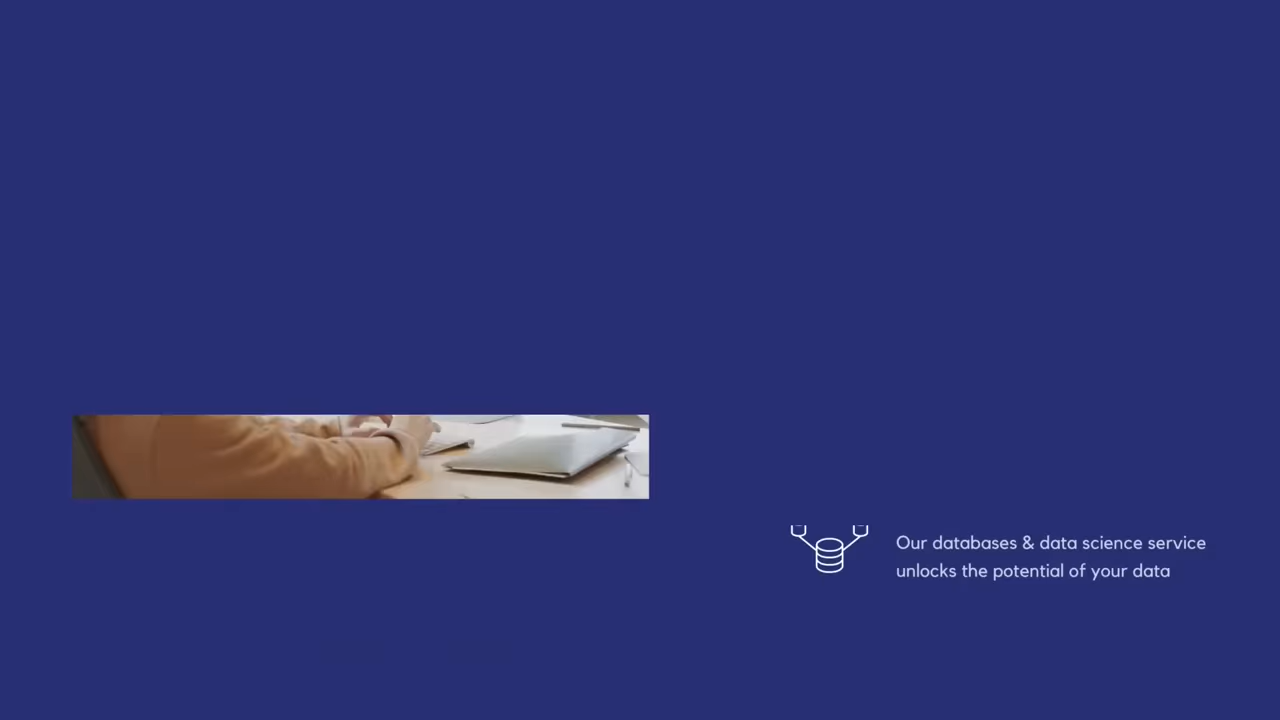 Our databases & data science service
unlocks the potential of your data